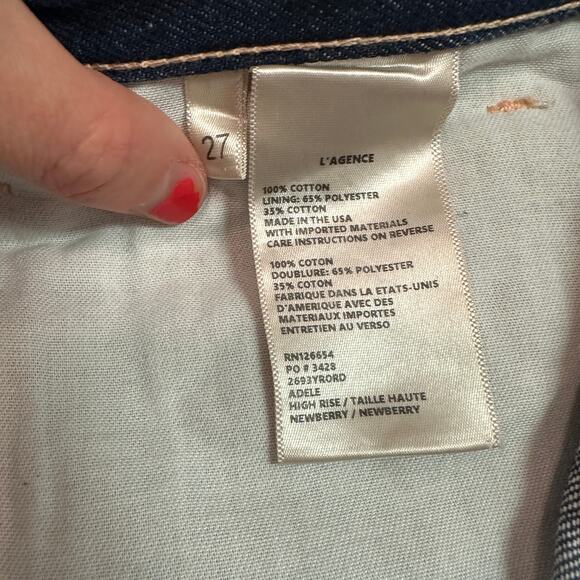 27
L'AGENCE
100% COTTON
LINING: 65% POLYESTER
35% COTTON
MADE IN THE USA
WITH IMPORTED MATERIALS
CARE INSTRUCTIONS ON REVERSE
100% COTON
DOUBLURE: 65% POLYESTER
35% COTON
FABRIQUE DANS LA ETATS-UNIS
D'AMERIQUE AVEC DES
MATERIAUX IMPORTES
ENTRETIEN AU VERSO
RN126654
PO # 3428
2693YRORD
ADELE
HIGH RISE / TAILLE HAUTE
NEWBERRY / NEWBERRY